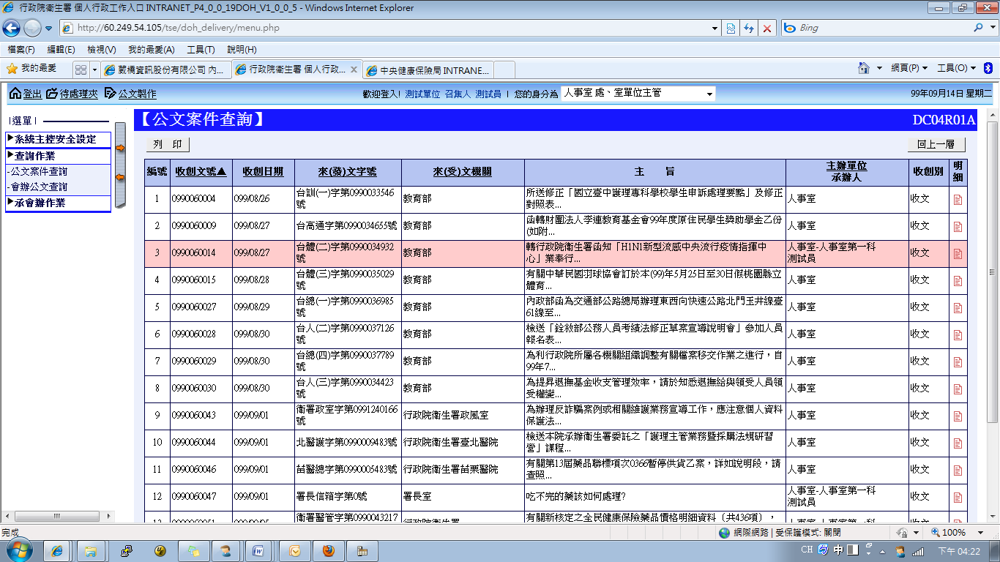 行政院衛生署 個人行政工作入口 INTRANET_P4_0_0_19DOH_V1_0_0_5 - Windows Internet Explorer
http://60.249.54.105/tse/doh_delivery/menu.php
Bing
檔案(F) 編輯(E) 檢視(V) 我的最愛(A) 工具(T) 說明(H)
我的最愛 葳橋資訊股份有限公司 內... 行政院衛生署 個人行政... 中央健康保險局 INTRANE... 網頁(P) 工具(O)
登出 待處理夾 公文製作 歡迎登入! 測試單位 召集人 測試員 | 您的身分為 人事室 處、室單位主管 99年09月14日 星期二
|選單|
系統主控安全設定
查詢作業
-公文案件查詢
-會辦公文查詢
承會辦作業
【公文案件查詢】 DC04R01A
列 印 回上一層
編號 收創文號▲ 收創日期 來(發)文字號 來(受)文機關 主 旨 主辦單位 承辦人 收創別 明細
1 0990060004 099/08/26 台訓(一)字第0990033546號 教育部 所送修正「國立臺中護理專科學校學生申訴處理要點」及修正對照表... 人事室 收文
2 0990060009 099/08/27 台高通字第0990034655號 教育部 函轉財團法人李連教育基金會99年度原住民學生獎助學金乙份(如附... 人事室 收文
3 0990060014 099/08/27 台體(二)字第0990034932號 教育部 轉行政院衛生署函知「H1N1新型流感中央流行疫情指揮中心」業奉行... 人事室-人事室第一科 測試員 收文
4 0990060015 099/08/28 台體(三)字第0990035029號 教育部 有關中華民國羽球協會訂於本(99)年5月25日至30日假桃園縣立體育... 人事室 收文
5 0990060027 099/08/29 台總(一)字第0990036985號 教育部 內政部函為交通部公路總局辦理東西向快速公路北門玉井線臺61線至... 人事室 收文
6 0990060028 099/08/30 台人(二)字第0990037126號 教育部 檢送「銓敘部公務人員考績法修正草案宣導說明會」參加人員報名表... 人事室 收文
7 0990060029 099/08/30 台總(四)字第0990037789號 教育部 為利行政院所屬各機關組織調整有關檔案移交作業之進行，自99年7... 人事室 收文
8 0990060030 099/08/30 台人(三)字第0990034423號 教育部 為提昇退撫基金收支管理效率，請於知悉退撫給與領受人員領受權變... 人事室 收文
9 0990060043 099/09/01 衛署政室字第0991240166號 行政院衛生署政風室 為辦理反詐騙案例或相關維護業務宣導工作，應注意個人資料保護法... 人事室 收文
10 0990060044 099/09/01 北醫護字第0990009483號 行政院衛生署臺北醫院 檢送本院承辦衛生署委託之「護理主管業務暨採購法規研習營」課程... 人事室 收文
11 0990060046 099/09/01 苗醫總字第0990005483號 行政院衛生署苗栗醫院 有關第13屆藥品聯標項次0366暫停供貨乙案，詳如說明段，請查照... 人事室 收文
12 0990060047 099/09/01 署長信箱字第0號 署長室 吃不完的藥該如何處理? 人事室-人事室第一科 測試員 收文
衛署醫管字第0990043217 行政院衛生署 有關新核定之全民健康保險藥品價格明細資料（共436項），
完成 網際網路 | 受保護模式: 關閉 100%
CH 中 下午 04:22